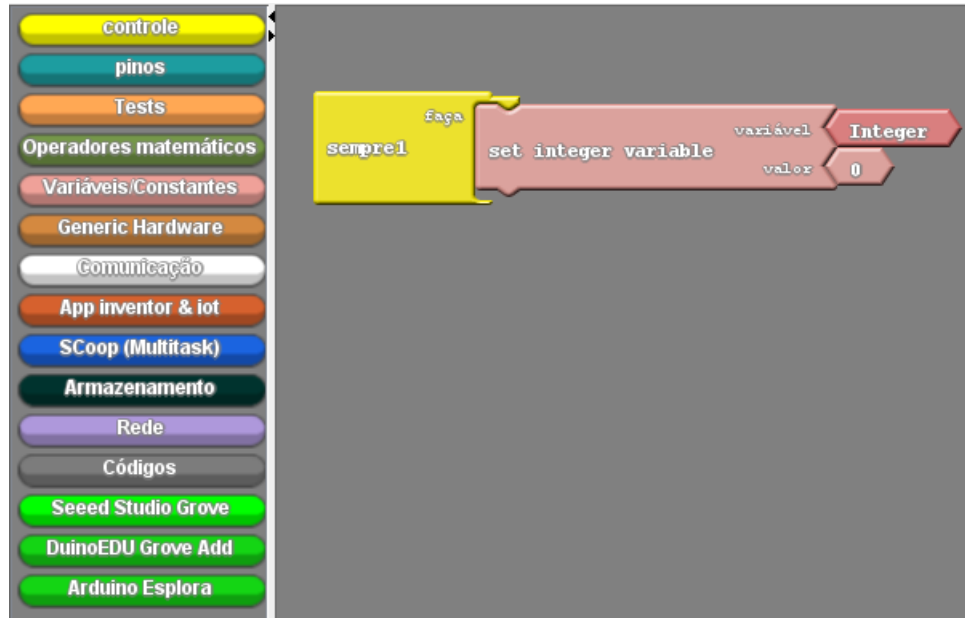 controle
pinos
Tests
Operadores matemáticos
Variáveis/Constantes
Generic Hardware
Comunicação
App inventor & iot
SCoop (Multitask)
Armazenamento
Rede
Códigos
Seeed Studio Grove
DuinoEDU Grove Add
Arduino Esplora
faça
sempre1
set integer variable
variável
Integer
valor
0